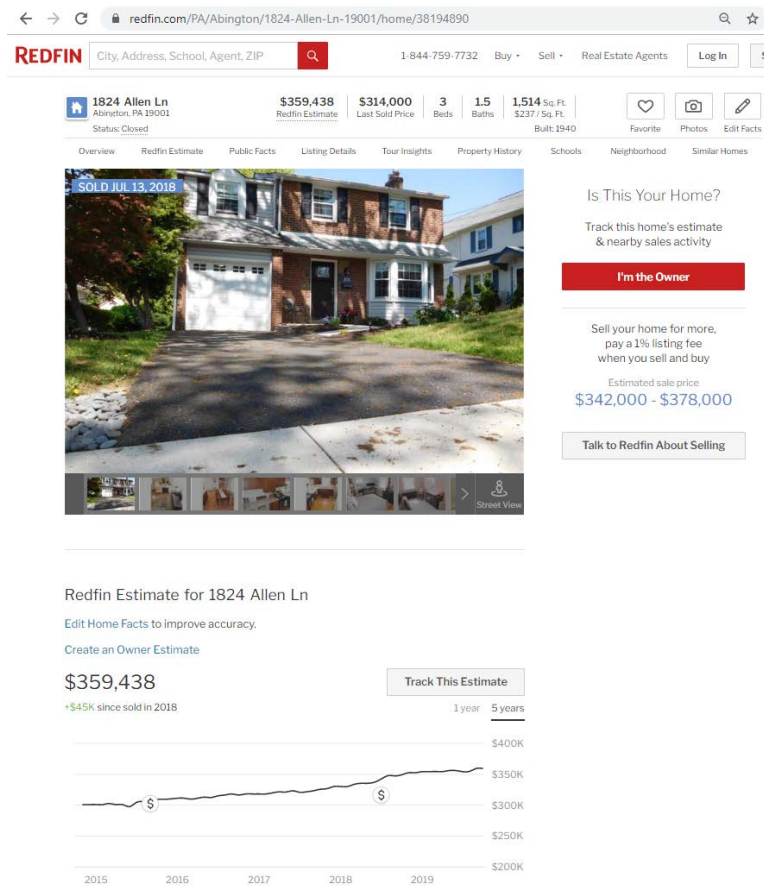 redfin.com/PA/Abington/1824-Allen-Ln-19001/home/38194890
REDFIN
City, Address, School, Agent, ZIP
1-844-759-7732
Buy
Sell
Real Estate Agents
Log In
1824 Allen Ln
Abington, PA 19001
Status: Closed
$359,438
Redfin Estimate
$314,000
Last Sold Price
3
Beds
1.5
Baths
1,514 Sq. Ft.
$237 / Sq. Ft.
Built: 1940
Favorite
Photos
Edit Facts
Overview
Redfin Estimate
Public Facts
Listing Details
Tour Insights
Property History
Schools
Neighborhood
Similar Homes
SOLD JUL 13, 2018
Street View
Is This Your Home?
Track this home's estimate
& nearby sales activity
I'm the Owner
Sell your home for more,
pay a 1% listing fee
when you sell and buy
Estimated sale price
$342,000 - $378,000
Talk to Redfin About Selling
Redfin Estimate for 1824 Allen Ln
Edit Home Facts to improve accuracy.
Create an Owner Estimate
$359,438
Track This Estimate
+$45K since sold in 2018
1 year
5 years
$400K
$350K
$300K
$250K
$200K
$
$
2015
2016
2017
2018
2019